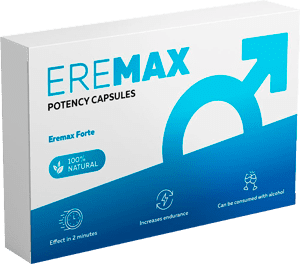 EREMAX
POTENCY CAPSULES
Eremax Forte
100%
NATURAL
Effect in 2 minutes
Increases endurance
Can be consumed with alcohol